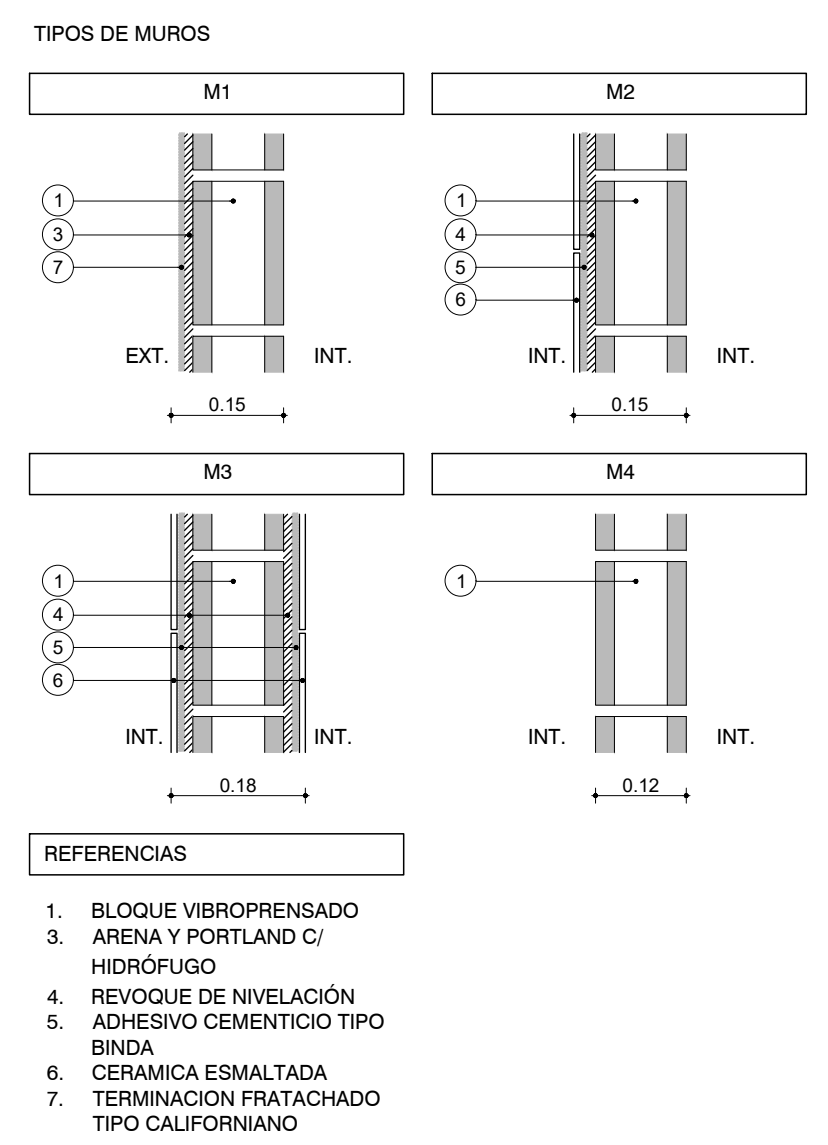 TIPOS DE MUROS
M1
1
3
7
EXT.
INT.
0.15
M2
1
4
5
6
INT.
INT.
0.15
M3
1
4
5
6
INT.
INT.
0.18
M4
1
INT.
INT.
0.12
REFERENCIAS
1. BLOQUE VIBROPRENSADO
3. ARENA Y PORTLAND C/
HIDRÓFUGO
4. REVOQUE DE NIVELACIÓN
5. ADHESIVO CEMENTICIO TIPO
BINDA
6. CERAMICA ESMALTADA
7. TERMINACION FRATACHADO
TIPO CALIFORNIANO